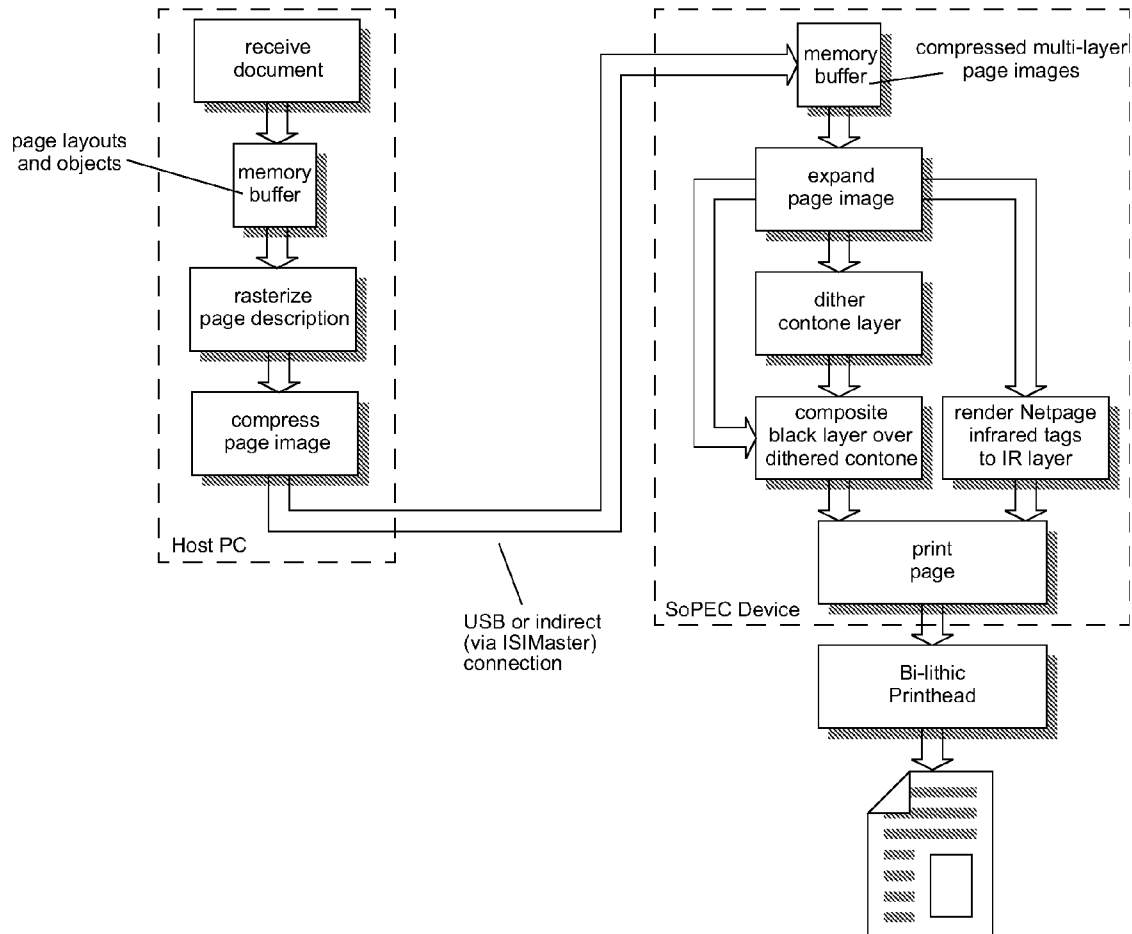 receive
document
page layouts
and objects
memory
buffer
rasterize
page description
compress
page image
Host PC
USB or indirect
(via ISIMaster)
connection
memory
buffer
compressed multi-layer
page images
expand
page image
dither
contone layer
composite
black layer over
dithered contone
render Netpage
infrared tags
to IR layer
print
page
SoPEC Device
Bi-lithic
Printhead